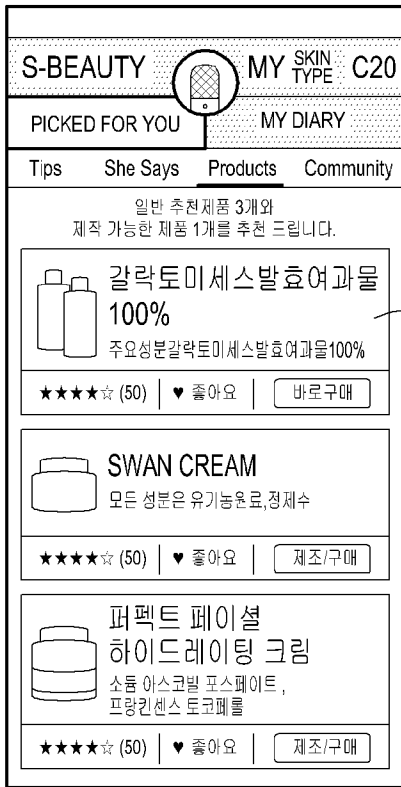 S-BEAUTY MY SKIN TYPE C20
PICKED FOR YOU MY DIARY
Tips She Says Products Community
일반 추천제품 3개와
제작 가능한 제품 1개를 추천 드립니다.
갈락토미세스발효여과물
100%
주요성분갈락토미세스발효여과물100%
★★★★☆ (50) ♥ 좋아요 바로구매
SWAN CREAM
모든 성분은 유기농원료,정제수
★★★★☆ (50) ♥ 좋아요 제조/구매
퍼펙트 페이셜
하이드레이팅 크림
소듐 아스코빌 포스페이트 ,
프랑킨센스 토코페롤
★★★★☆ (50) ♥ 좋아요 제조/구매